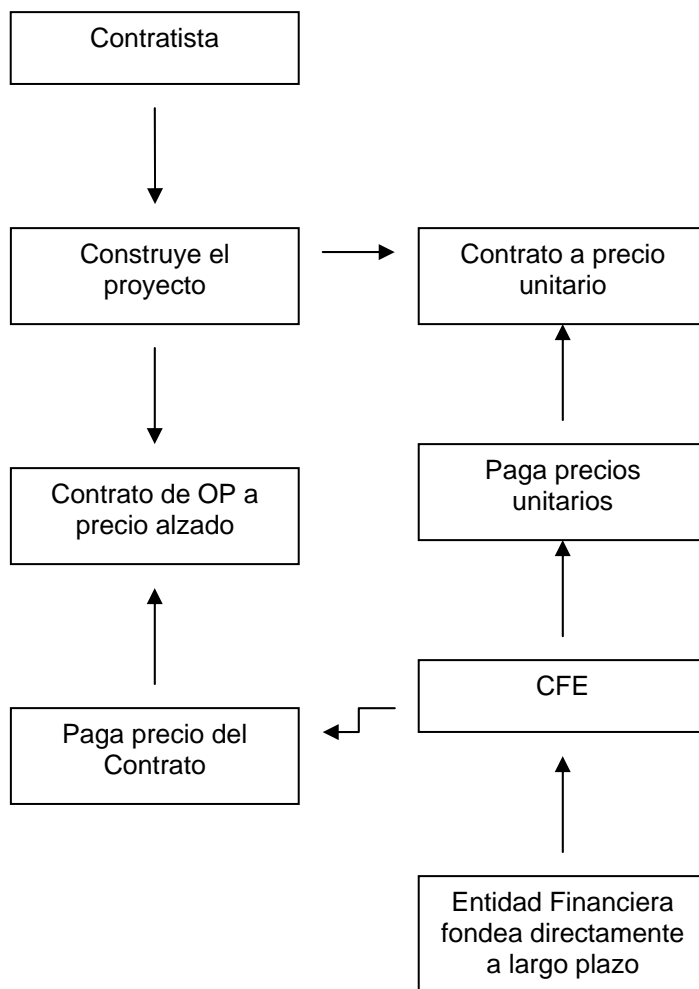 Contratista
Construye el
proyecto
Contrato a precio
unitario
Contrato de OP a
precio alzado
Paga precios
unitarios
CFE
Paga precio del
Contrato
Entidad Financiera
fondea directamente
a largo plazo